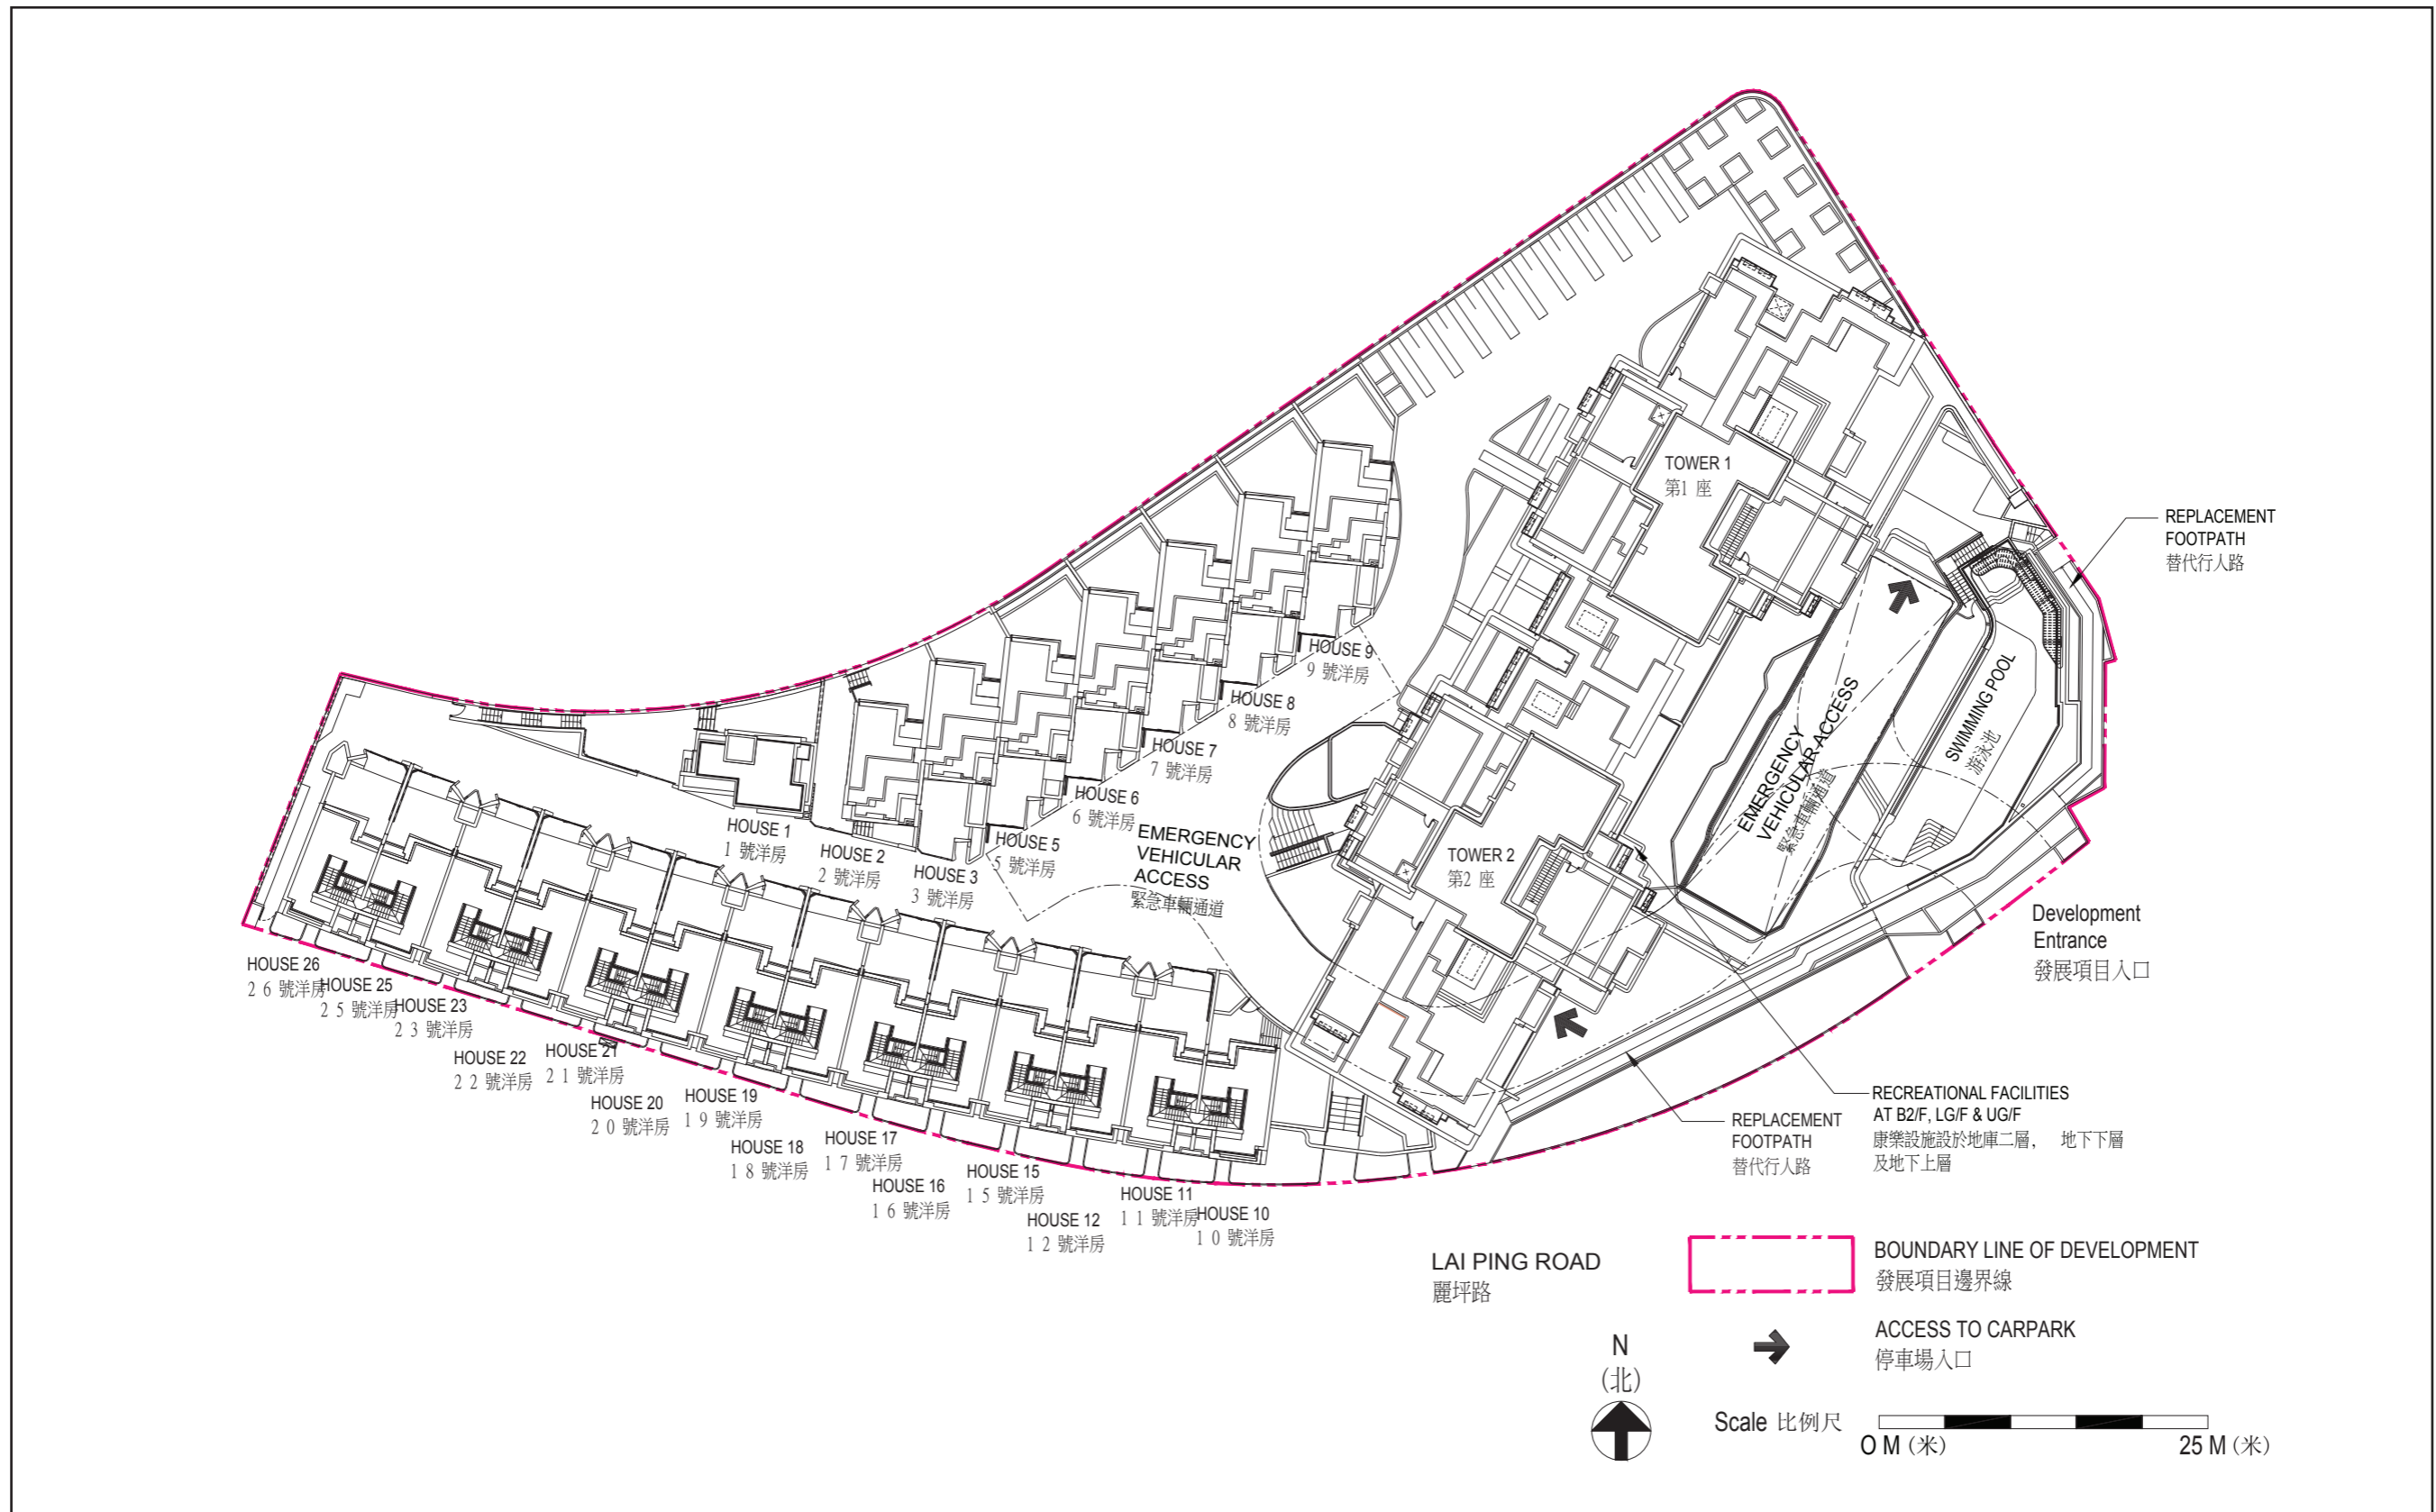 TOWER 1
第1 座
REPLACEMENT
FOOTPATH
替代行人路
HOUSE 9
9 號洋房
HOUSE 8
8 號洋房
HOUSE 7
7 號洋房
HOUSE 6
6 號洋房
HOUSE 5
5 號洋房
HOUSE 3
3 號洋房
HOUSE 2
2 號洋房
HOUSE 1
1 號洋房
EMERGENCY
VEHICULAR
ACCESS
緊急車輛通道
TOWER 2
第2 座
EMERGENCY
VEHICULAR ACCESS
緊急車輛通道
SWIMMING POOL
游泳池
Development
Entrance
發展項目入口
HOUSE 26
2 6 號洋房
HOUSE 25
2 5 號洋房
HOUSE 23
2 3 號洋房
HOUSE 22
2 2 號洋房
HOUSE 21
2 1 號洋房
HOUSE 20
2 0 號洋房
HOUSE 19
1 9 號洋房
HOUSE 18
1 8 號洋房
HOUSE 17
1 7 號洋房
HOUSE 16
1 6 號洋房
HOUSE 15
1 5 號洋房
HOUSE 12
1 2 號洋房
HOUSE 11
1 1 號洋房
HOUSE 10
1 0 號洋房
REPLACEMENT
FOOTPATH
替代行人路
RECREATIONAL FACILITIES
AT B2/F, LG/F & UG/F
康樂設施設於地庫二層， 地下下層
及地下上層
LAI PING ROAD
麗坪路
BOUNDARY LINE OF DEVELOPMENT
發展項目邊界線
ACCESS TO CARPARK
停車場入口
N
(北)
Scale 比例尺
O M (米) 25 M (米)